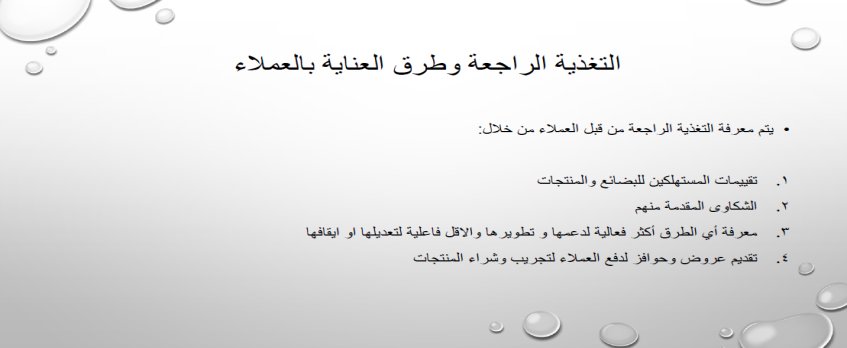 التغذية الراجعة وطرق العناية بالعملاء
• يتم معرفة التغذية الراجعة من قبل العملاء من خلال:
١. تقييمات المستهلكين للبضائع والمنتجات
٢. الشكاوى المقدمة منهم
٣. معرفة أي الطرق أكثر فعالية لدعمها و تطويرها والاقل فاعلية لتعديلها او ايقافها
٤. تقديم عروض وحوافز لدفع العملاء لتجريب وشراء المنتجات